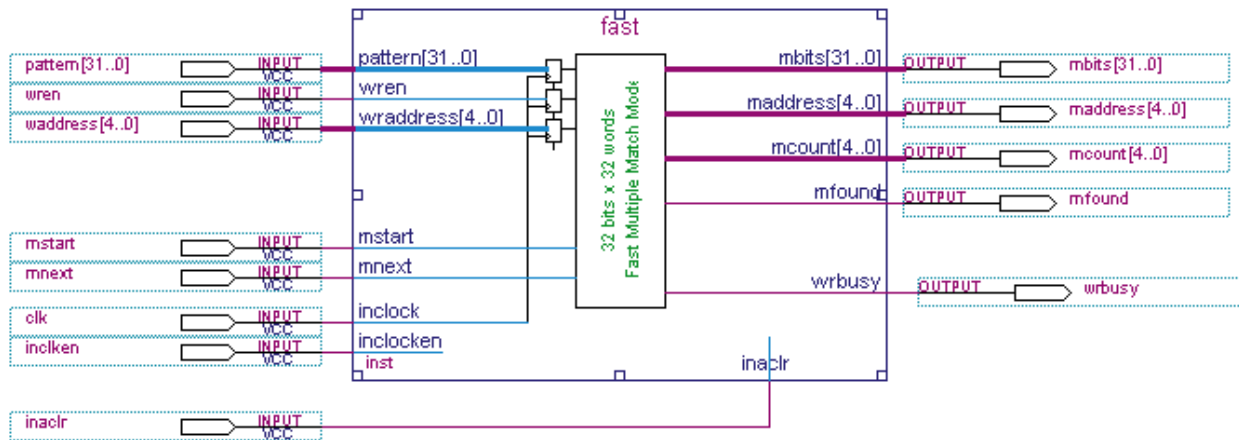 fast
pattern[31..0] INPUT VCC pattern[31..0] mbits[31..0] OUTPUT mbits[31..0]
wren INPUT VCC wren
waddress[4..0] INPUT VCC wraddress[4..0] maddress[4..0] OUTPUT maddress[4..0]
mcount[4..0] OUTPUT mcount[4..0]
mfound OUTPUT mfound
32 bits x 32 words
Fast Multiple Match Mode
mstart INPUT VCC mstart
mnext INPUT VCC mnext
wrbusy OUTPUT wrbusy
clk INPUT VCC inclock
inclken INPUT VCC inclocken
inst
inaclr
inaclr INPUT VCC